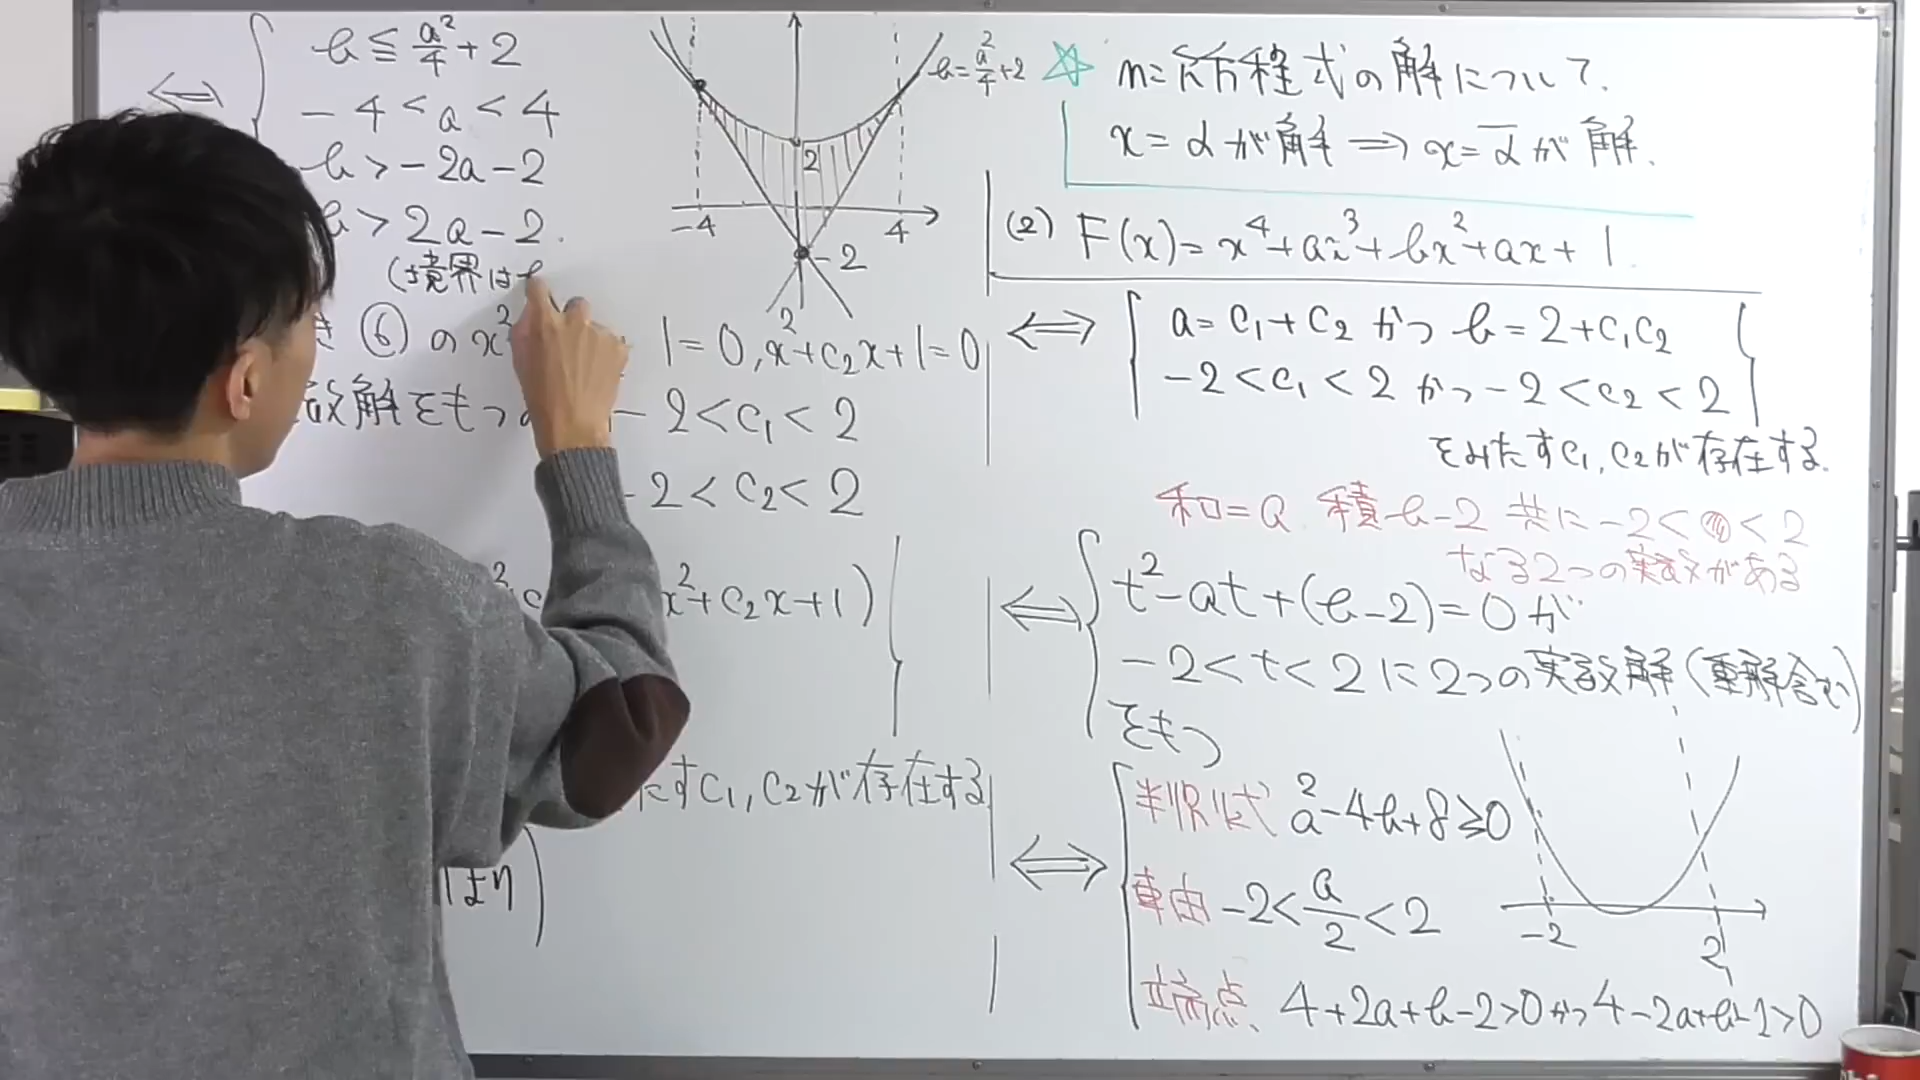 ⇔ { b ≦ a²/4 + 2
-4 < a < 4
b > -2a-2
b > 2a-2.
(境界はb
き ⑥ の x² 1=0, x²+c₂x+1=0
数解をもつ -2<c₁<2
-2<c₂<2
x²+c₂x+1) }
たすc₁, c₂が存在する
b=a²/4+2
2
-4
4
-2
☆ n=次方程式の解について.
x=αが解 ⟹ x=ᾱが解.
(2) F(x)=x⁴+ax³+bx²+ax+1.
⇔ { a=c₁+c₂ かつ b=2+c₁c₂
-2<c₁<2 かつ -2<c₂<2 }
をみたすc₁, c₂が存在する.
和=a 積=b-2 共に -2< <2
なる2つの実数がある
⇔ { t²-at+(b-2)=0が
-2<t<2に2つの実数解(重解含む)
をもつ
⇔ [ 判別式 a²-4b+8≧0
軸 -2<a/2<2
端点 4+2a+b-2>0かつ4-2a+b-2>0
-2
2